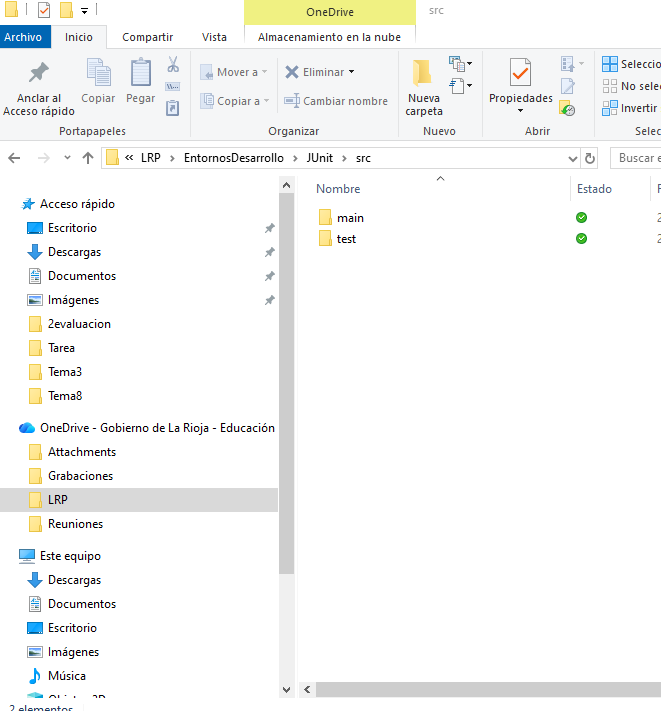 OneDrive
src
Archivo
Inicio
Compartir
Vista
Almacenamiento en la nube
Anclar al
Acceso rápido
Copiar
Pegar
Mover a
Copiar a
Eliminar
Cambiar nombre
Nueva
carpeta
Propiedades
Seleccio
No selec
Invertir
Portapapeles
Organizar
Nuevo
Abrir
Selec
« LRP > EntornosDesarrollo > JUnit > src
Buscar e
Nombre
Estado
F
main
2
test
2
Acceso rápido
Escritorio
Descargas
Documentos
Imágenes
2evaluacion
Tarea
Tema3
Tema8
OneDrive - Gobierno de La Rioja - Educación
Attachments
Grabaciones
LRP
Reuniones
Este equipo
Descargas
Documentos
Escritorio
Imágenes
Música
2 elementos